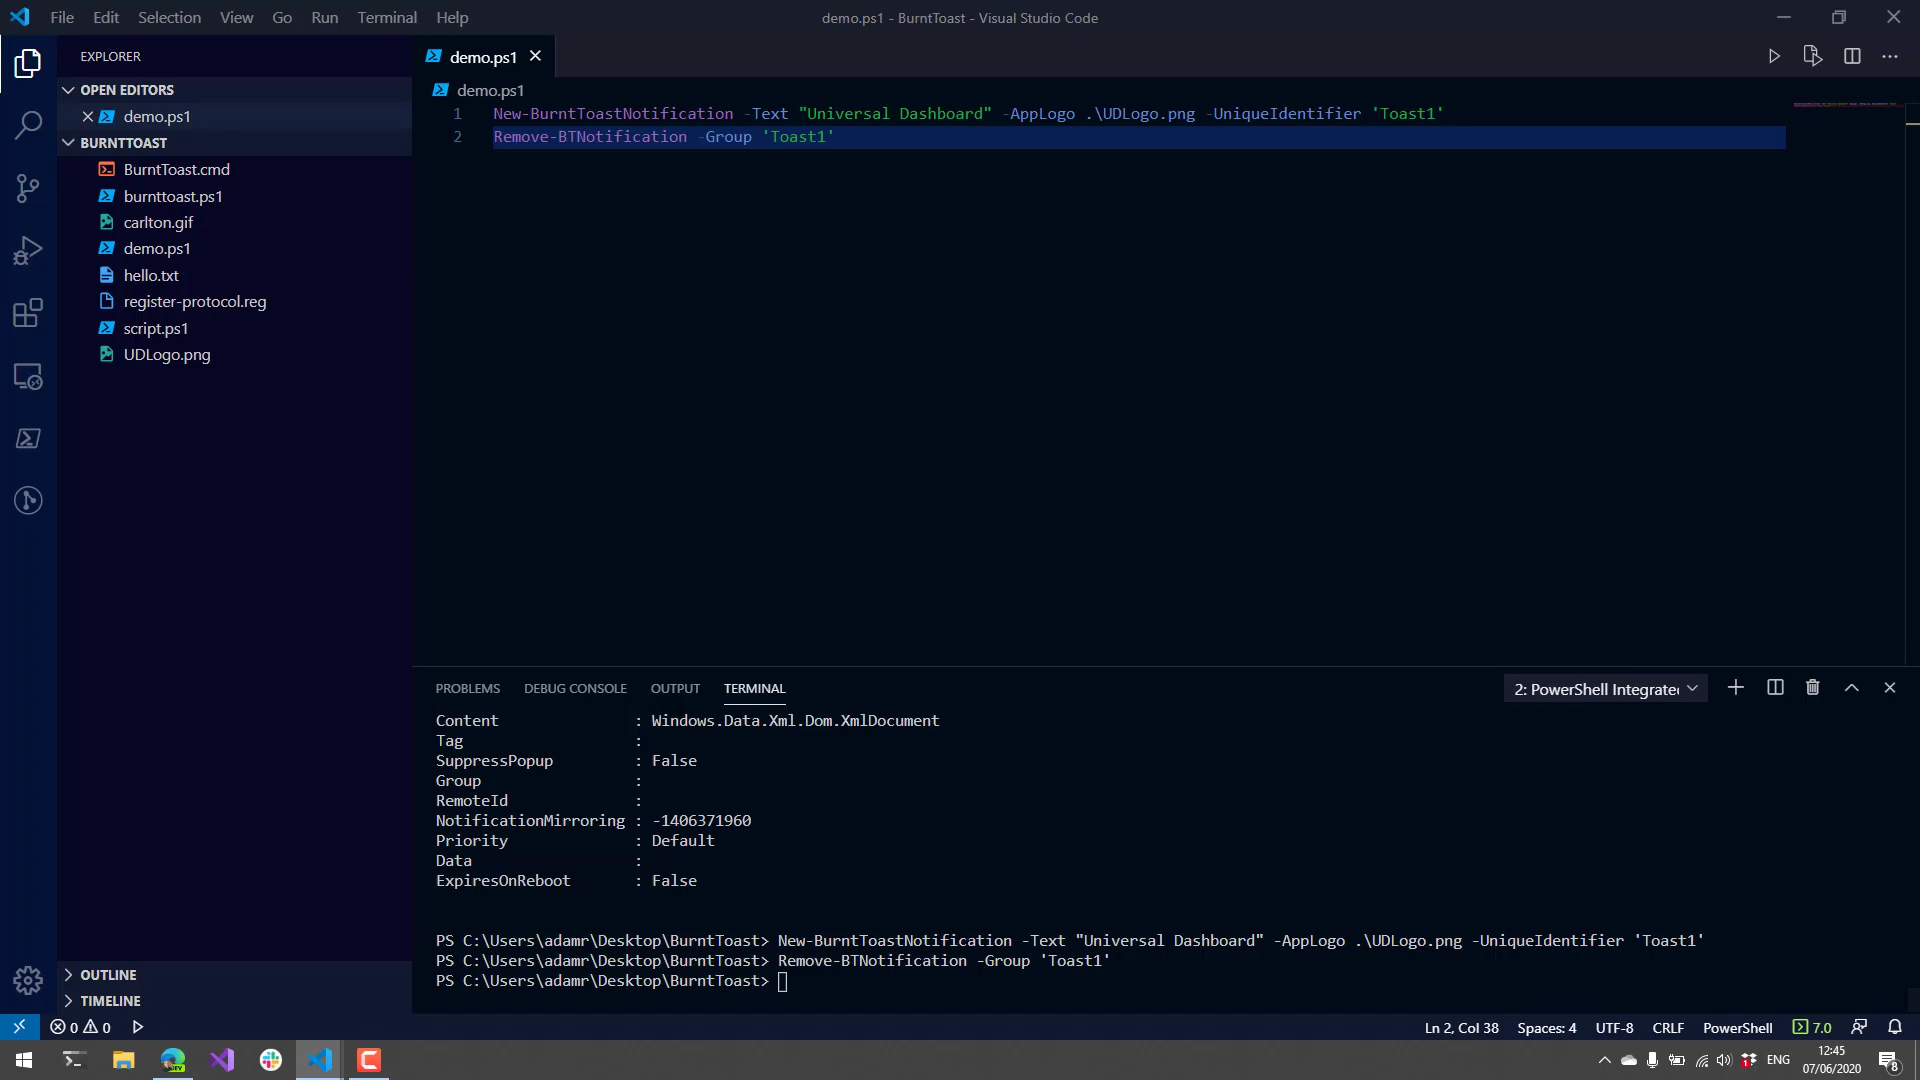 File Edit Selection View Go Run Terminal Help
demo.ps1 - BurntToast - Visual Studio Code
EXPLORER
OPEN EDITORS
demo.ps1
BURNTTOAST
BurntToast.cmd
burnttoast.ps1
carlton.gif
demo.ps1
hello.txt
register-protocol.reg
script.ps1
UDLogo.png
OUTLINE
TIMELINE
demo.ps1
demo.ps1
1 New-BurntToastNotification -Text "Universal Dashboard" -AppLogo .\UDLogo.png -UniqueIdentifier 'Toast1'
2 Remove-BTNotification -Group 'Toast1'
PROBLEMS DEBUG CONSOLE OUTPUT TERMINAL
2: PowerShell Integrated
Content : Windows.Data.Xml.Dom.XmlDocument
Tag :
SuppressPopup : False
Group :
RemoteId :
NotificationMirroring : -1406371960
Priority : Default
Data :
ExpiresOnReboot : False
PS C:\Users\adamr\Desktop\BurntToast> New-BurntToastNotification -Text "Universal Dashboard" -AppLogo .\UDLogo.png -UniqueIdentifier 'Toast1'
PS C:\Users\adamr\Desktop\BurntToast> Remove-BTNotification -Group 'Toast1'
PS C:\Users\adamr\Desktop\BurntToast>
0 0
Ln 2, Col 38 Spaces: 4 UTF-8 CRLF PowerShell 7.0
DEV
ENG
12:45
07/06/2020
8